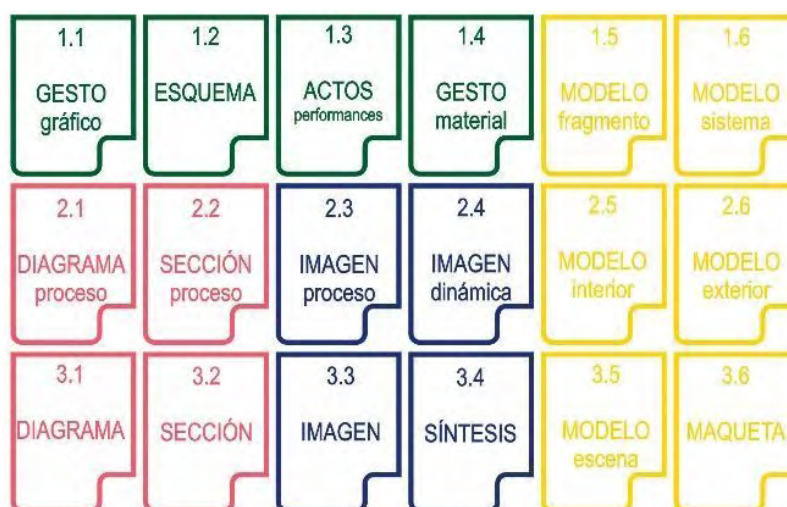 1.1 1.2 1.3 1.4 1.5 1.6
GESTO ESQUEMA ACTOS GESTO MODELO MODELO
gráfico performances material fragmento sistema
2.1 2.2 2.3 2.4 2.5 2.6
DIAGRAMA SECCIÓN IMAGEN IMAGEN MODELO MODELO
proceso proceso proceso dinámica interior exterior
3.1 3.2 3.3 3.4 3.5 3.6
DIAGRAMA SECCIÓN IMAGEN SÍNTESIS MODELO MAQUETA
escena